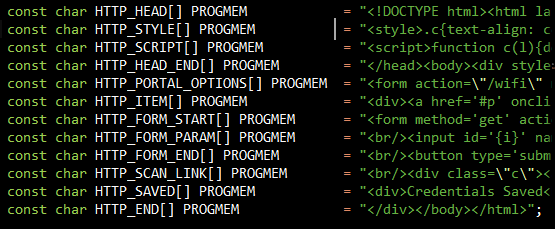 const char HTTP_HEAD[] PROGMEM = "<!DOCTYPE html><html la
const char HTTP_STYLE[] PROGMEM = "<style>.c{text-align: c
const char HTTP_SCRIPT[] PROGMEM = "<script>function c(l){d
const char HTTP_HEAD_END[] PROGMEM = "</head><body><div style
const char HTTP_PORTAL_OPTIONS[] PROGMEM = "<form action=\"/wifi\"
const char HTTP_ITEM[] PROGMEM = "<div><a href='#p' oncli
const char HTTP_FORM_START[] PROGMEM = "<form method='get' acti
const char HTTP_FORM_PARAM[] PROGMEM = "<br/><input id='{i}' na
const char HTTP_FORM_END[] PROGMEM = "<br/><button type='subm
const char HTTP_SCAN_LINK[] PROGMEM = "<br/><div class=\"c\"><
const char HTTP_SAVED[] PROGMEM = "<div>Credentials Saved<
const char HTTP_END[] PROGMEM = "</div></body></html>";